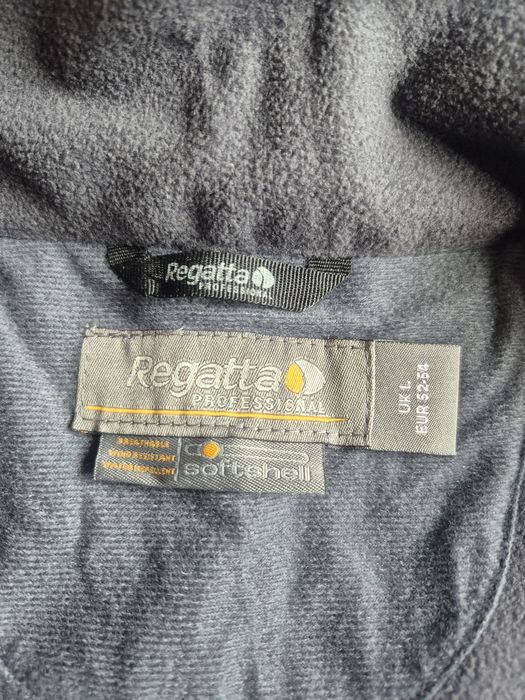 Regatta
PROFESSIONAL
Regatta
PROFESSIONAL
UK L
EUR 52-54
BREATHABLE
WIND RESISTANT
WATER REPELLENT
softshell